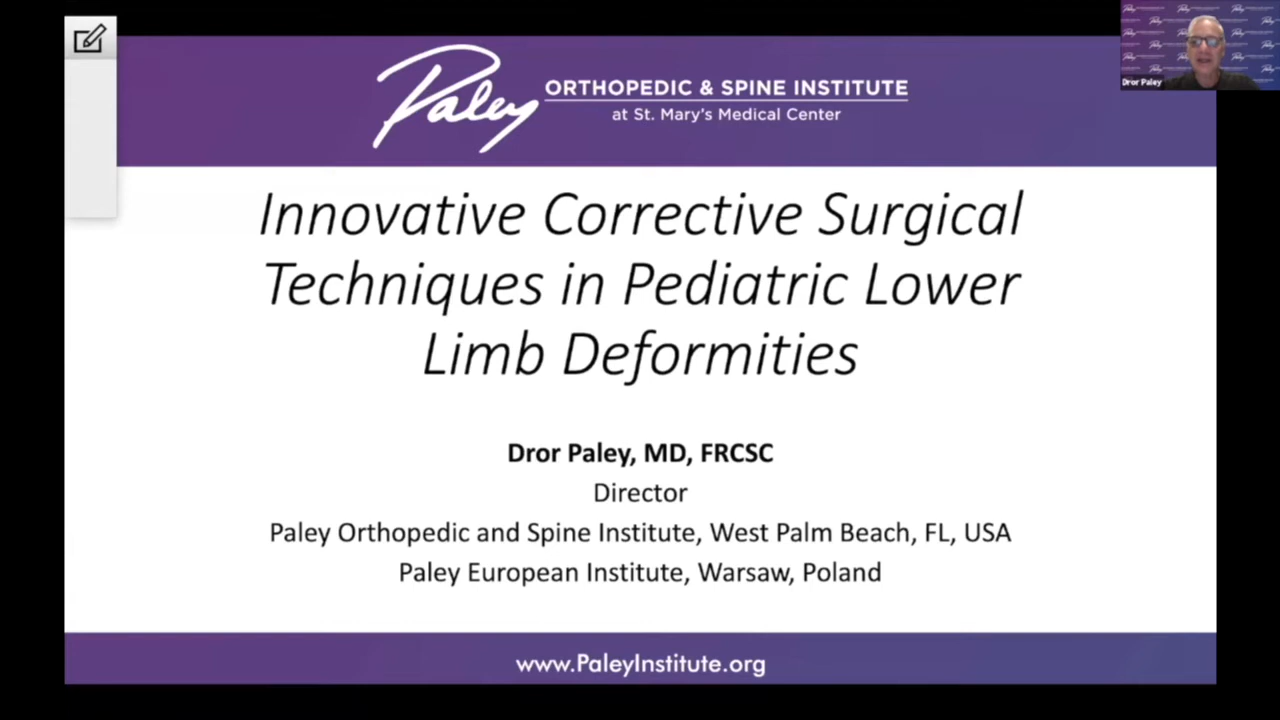 Paley
ORTHOPEDIC & SPINE INSTITUTE
at St. Mary's Medical Center
Dror Paley
Innovative Corrective Surgical
Techniques in Pediatric Lower
Limb Deformities
Dror Paley, MD, FRCSC
Director
Paley Orthopedic and Spine Institute, West Palm Beach, FL, USA
Paley European Institute, Warsaw, Poland
www.PaleyInstitute.org